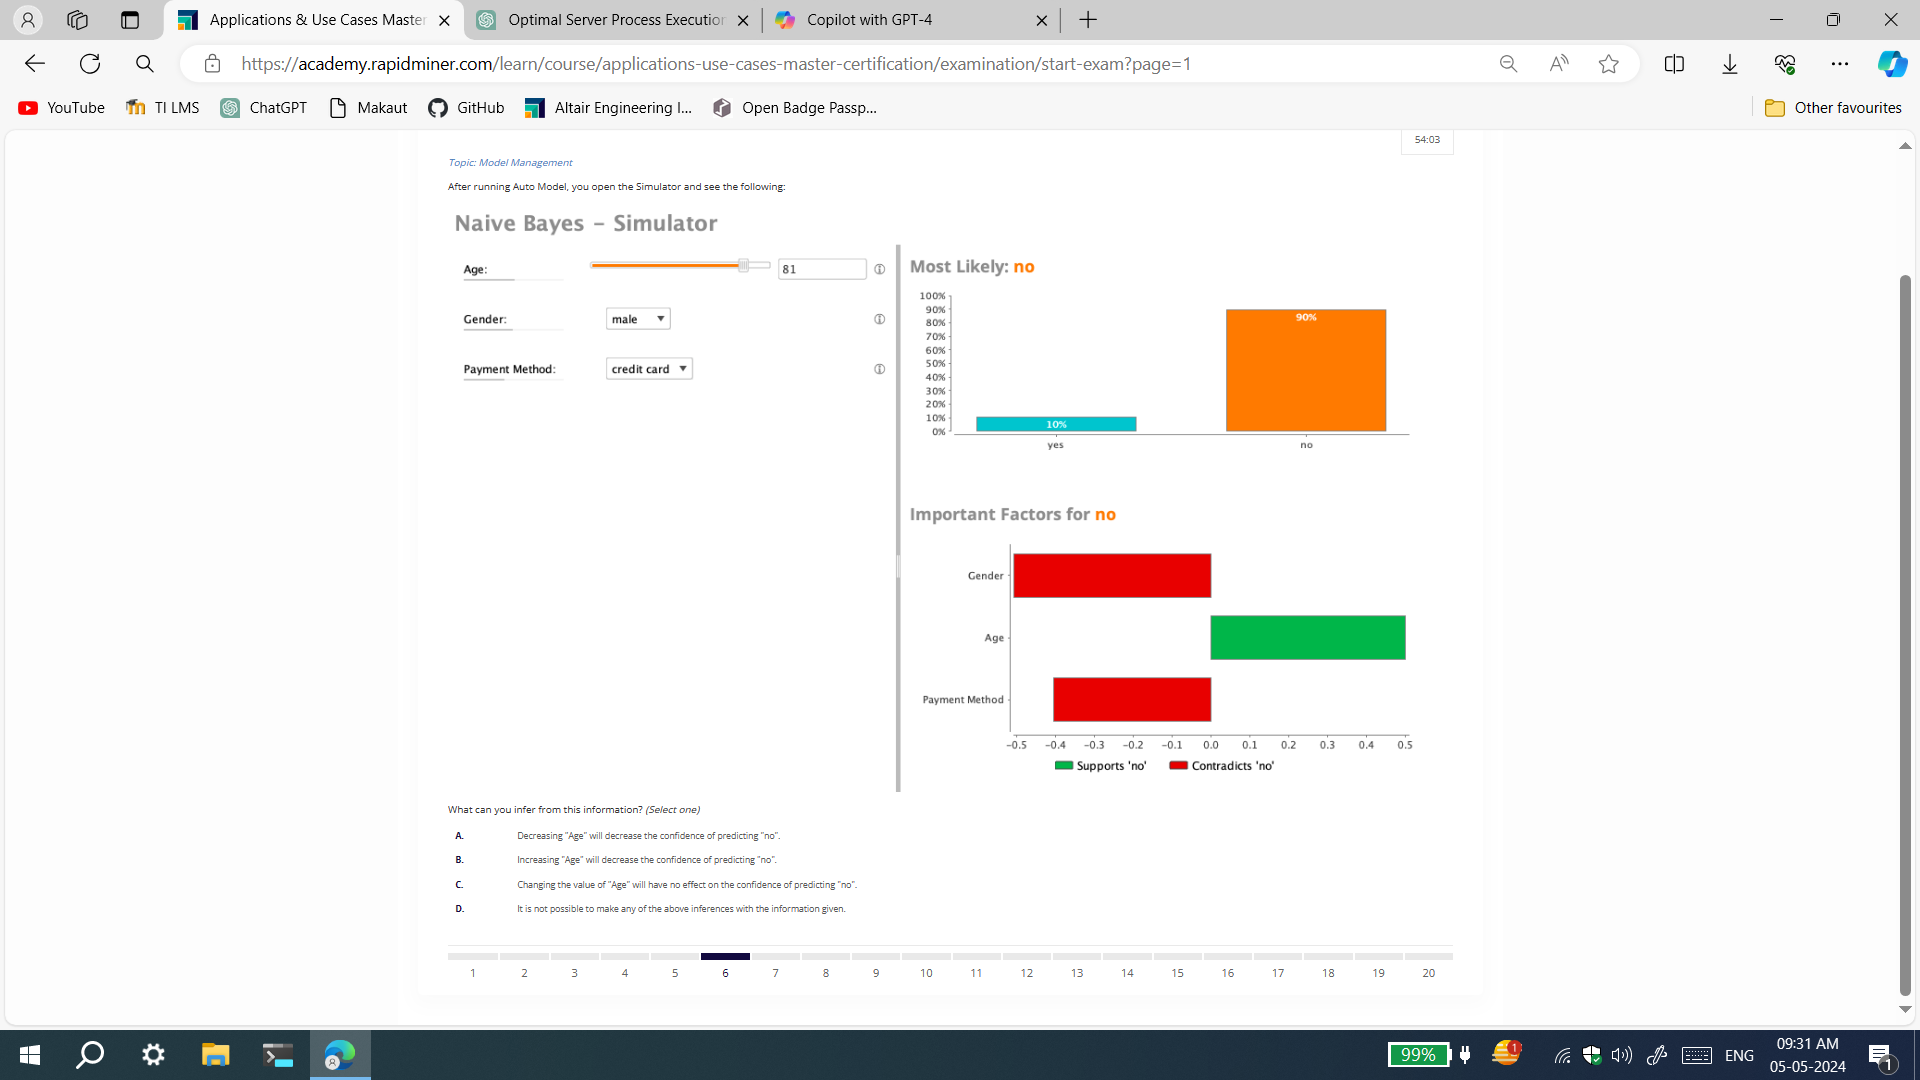 Applications & Use Cases Master
Optimal Server Process Execution
Copilot with GPT-4
https://academy.rapidminer.com/learn/course/applications-use-cases-master-certification/examination/start-exam?page=1
YouTube
TI LMS
ChatGPT
Makaut
GitHub
Altair Engineering I...
Open Badge Passp...
Other favourites
54:03
Topic: Model Management
After running Auto Model, you open the Simulator and see the following:
Naive Bayes – Simulator
Age:
81
Gender:
male
Payment Method:
credit card
Most Likely: no
100%
90%
80%
70%
60%
50%
40%
30%
20%
10%
0%
10%
90%
yes
no
Important Factors for no
Gender
Age
Payment Method
-0.5 -0.4 -0.3 -0.2 -0.1 0.0 0.1 0.2 0.3 0.4 0.5
Supports 'no'
Contradicts 'no'
What can you infer from this information? (Select one)
A. Decreasing "Age" will decrease the confidence of predicting "no".
B. Increasing "Age" will decrease the confidence of predicting "no".
C. Changing the value of "Age" will have no effect on the confidence of predicting "no".
D. It is not possible to make any of the above inferences with the information given.
1 2 3 4 5 6 7 8 9 10 11 12 13 14 15 16 17 18 19 20
99%
1
ENG
09:31 AM
05-05-2024
1